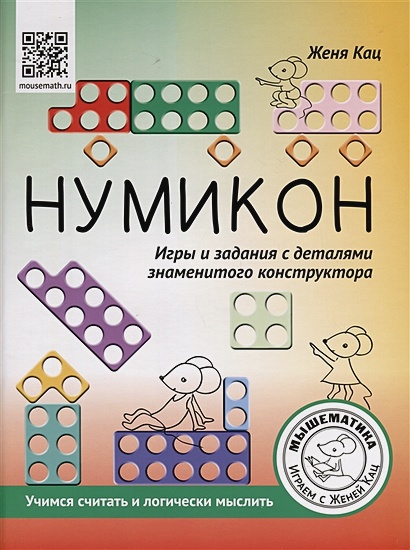 mousemath.ru
Женя Кац
НУМИКОН
Игры и задания с деталями
знаменитого конструктора
МЫШЕМАТИКА
ИГРАЕМ С ЖЕНЕЙ КАЦ
Учимся считать и логически мыслить